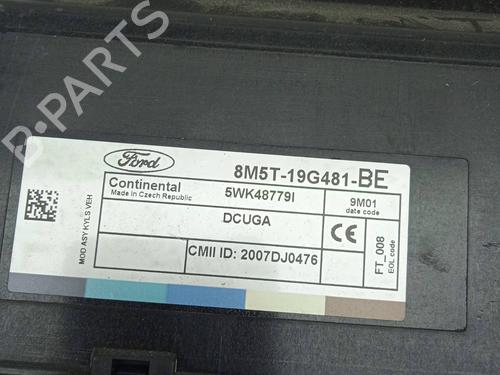 B-Parts
Ford
8M5T-19G481-BE
Continental
Made in Czech Republic
5WK48779I
9M01
date code
DCUGA
CE
CMII ID: 2007DJ0476
FT_008
EOL code
MOD ASY KYLS VEH